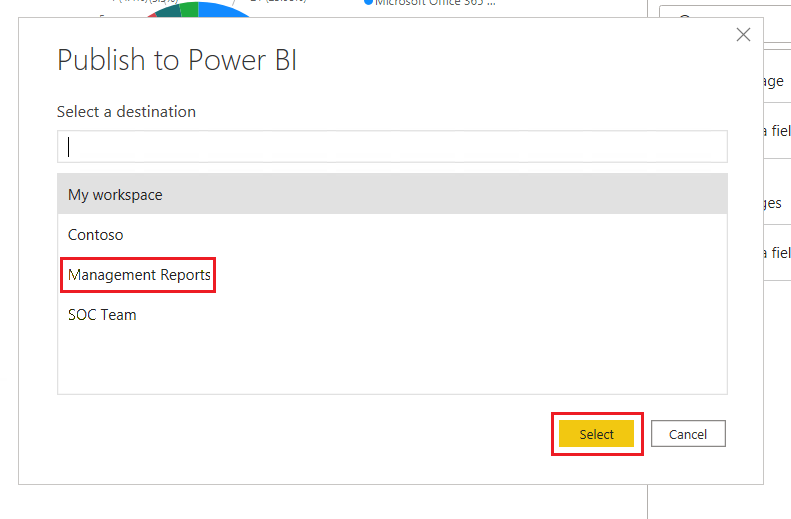 Microsoft Office 365 ...
Publish to Power BI
Select a destination
My workspace
Contoso
Management Reports
SOC Team
Select
Cancel
age
a fiel
ges
a fiel